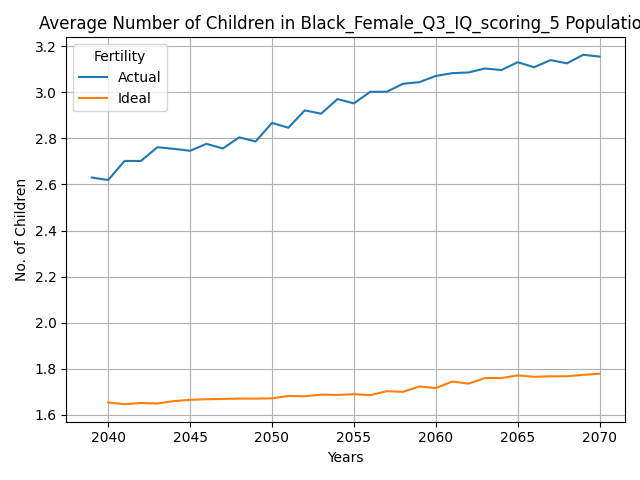 Average Number of Children in Black_Female_Q3_IQ_scoring_5 Populatio
Fertility
Actual
Ideal
3.2
3.0
2.8
2.6
2.4
2.2
2.0
1.8
1.6
No. of Children
2040 2045 2050 2055 2060 2065 2070
Years